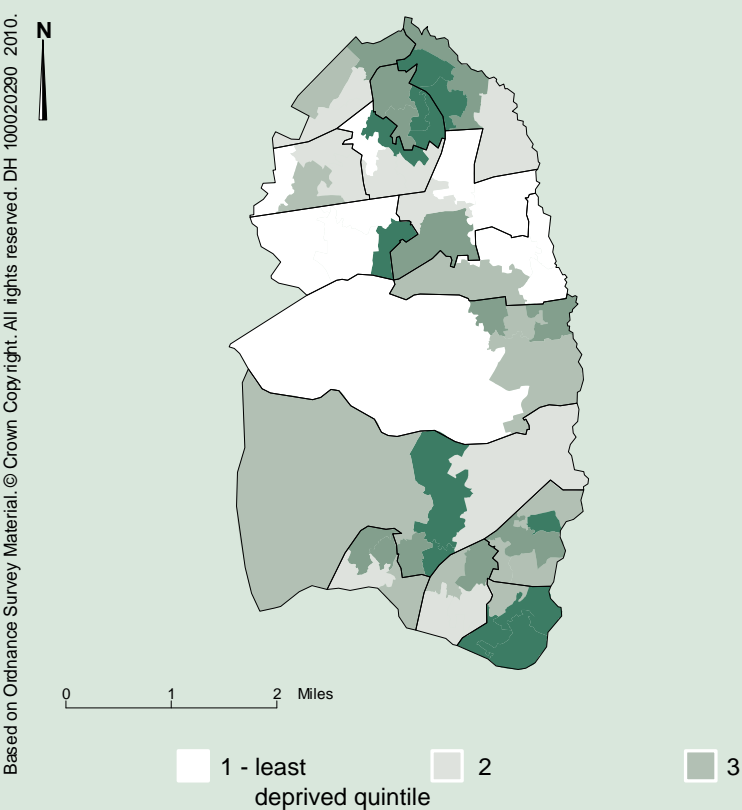 Based on Ordnance Survey Material. © Crown Copyright. All rights reserved. DH 100020290 2010.
N
0 1 2 Miles
1 - least
deprived quintile
2
3